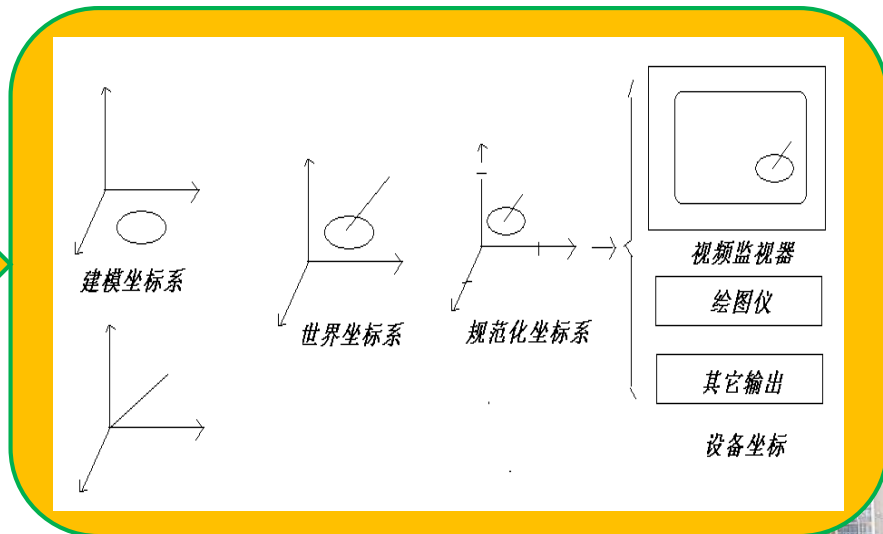 建模坐标系
世界坐标系
规范化坐标系
视频监视器
绘图仪
其它输出
设备坐标